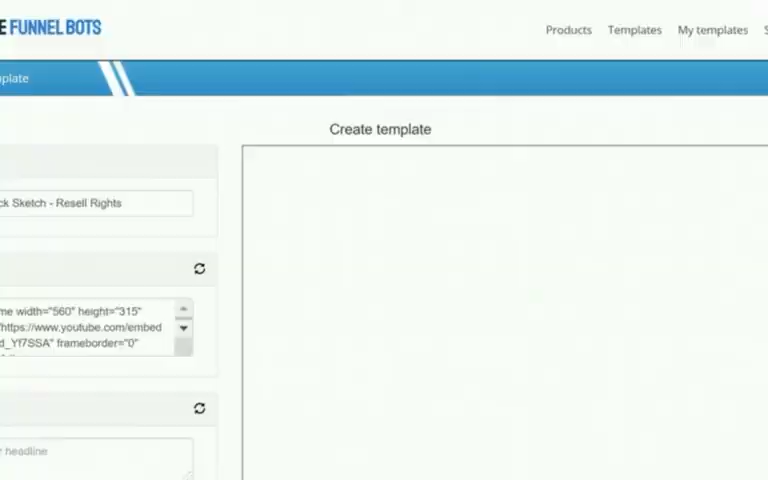 E FUNNEL BOTS
Products Templates My templates S
mplate
Create template
ck Sketch - Resell Rights
me width="560" height="315"
"https://www.youtube.com/embed
d_Yf7SSA" frameborder="0"
r headline